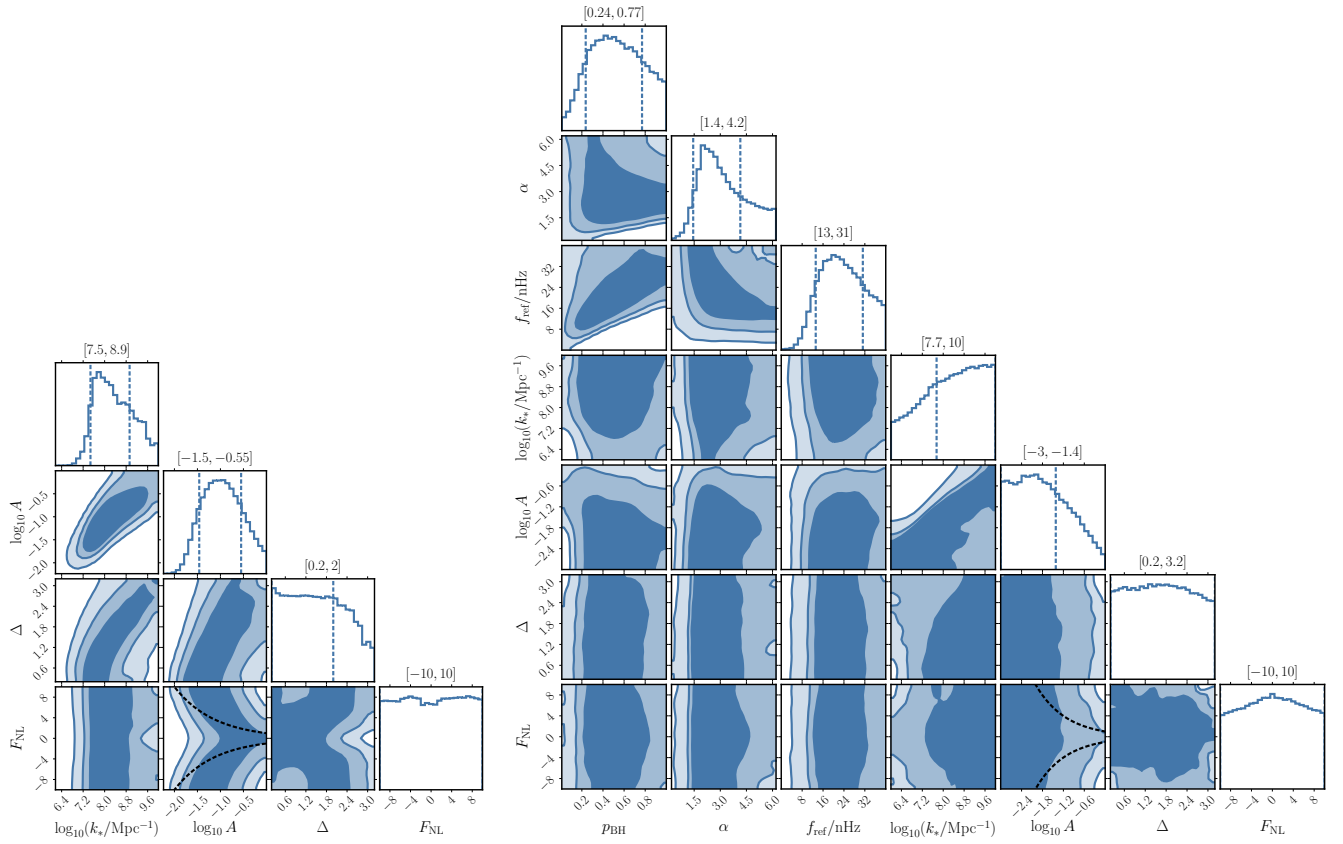 [0.24, 0.77]
[1.4, 4.2]
6.0
4.5
3.0
1.5
α
[13, 31]
32
24
16
8
f_ref/nHz
[7.5, 8.9]
[7.7, 10]
9.6
8.8
8.0
7.2
6.4
log₁₀(k_*/Mpc⁻¹)
[−1.5, −0.55]
[−3, −1.4]
−0.5
−1.0
−1.5
−2.0
log₁₀ A
−0.6
−1.2
−1.8
−2.4
log₁₀ A
[0.2, 2]
[0.2, 3.2]
3.0
2.4
1.8
1.2
0.6
Δ
3.0
2.4
1.8
1.2
0.6
Δ
[−10, 10]
[−10, 10]
8
4
0
−4
−8
F_NL
8
4
0
−4
−8
F_NL
6.4 7.2 8.0 8.8 9.6
−2.0 −1.5 −1.0 −0.5
0.6 1.2 1.8 2.4 3.0
−8 −4 0 4 8
0.2 0.4 0.6 0.8
1.5 3.0 4.5 6.0
8 16 24 32
6.4 7.2 8.0 8.8 9.6
−2.4 −1.8 −1.2 −0.6
0.6 1.2 1.8 2.4 3.0
−8 −4 0 4 8
log₁₀(k_*/Mpc⁻¹) log₁₀ A Δ F_NL
p_BH α f_ref/nHz log₁₀(k_*/Mpc⁻¹) log₁₀ A Δ F_NL